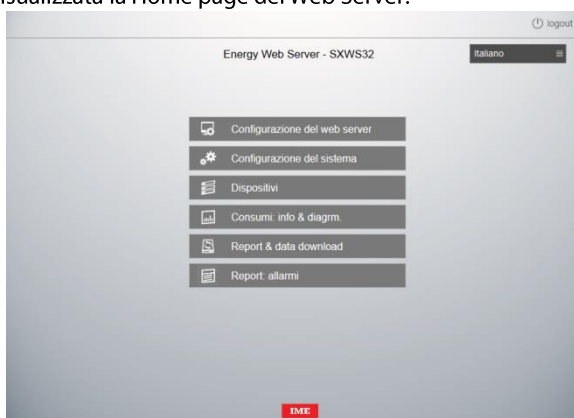 isualizzata la Home page del Web Server.
logout
Energy Web Server - SXWS32
Italiano
Configurazione del web server
Configurazione del sistema
Dispositivi
Consumi: info & diagrm.
Report & data download
Report: allarmi
IME